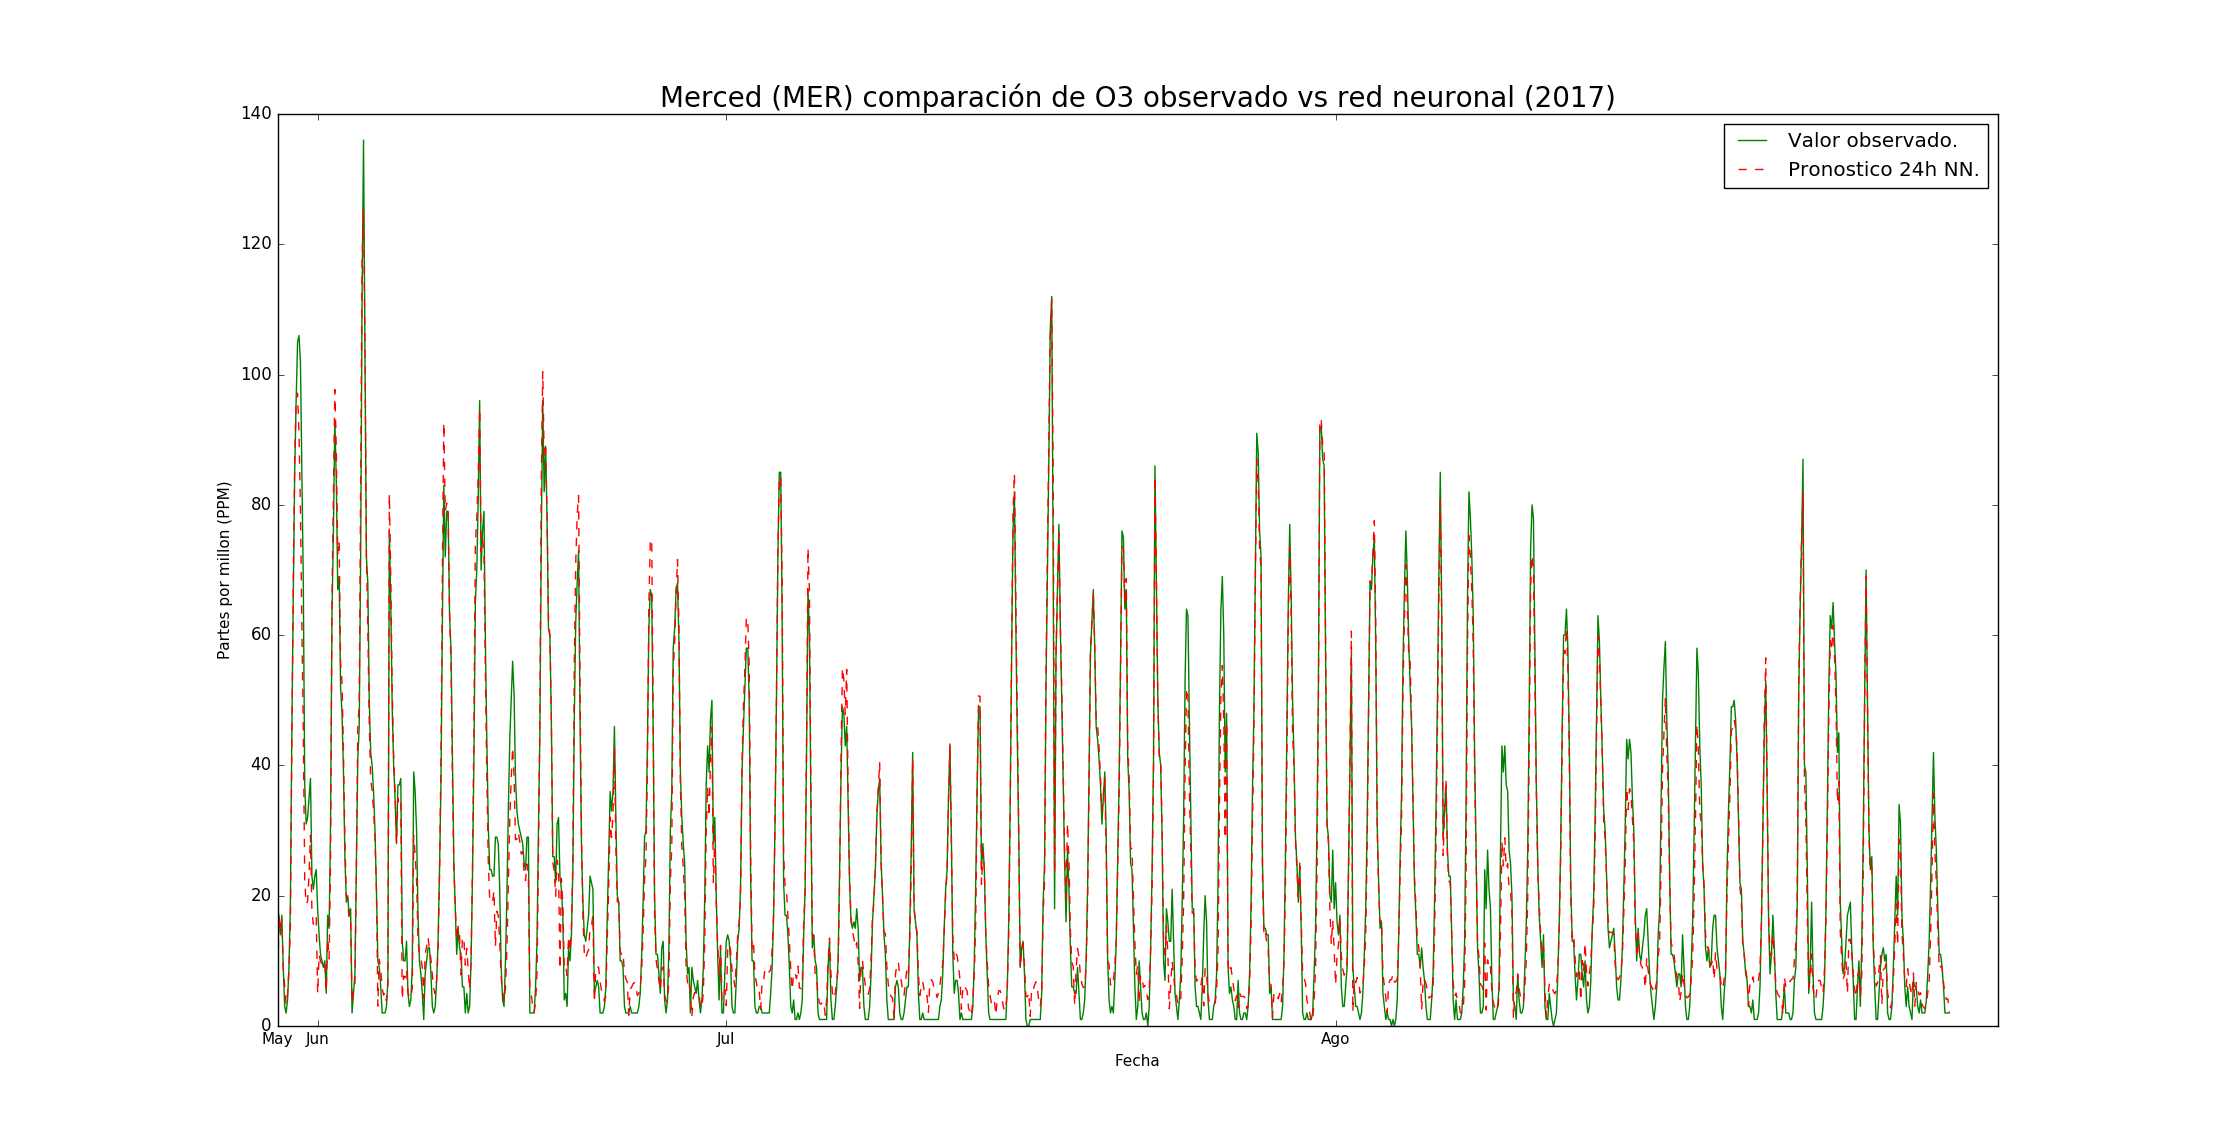 Merced (MER) comparación de O3 observado vs red neuronal (2017)
Valor observado.
Pronostico 24h NN.
Partes por millon (PPM)
140
120
100
80
60
40
20
0
May Jun Jul Ago
Fecha